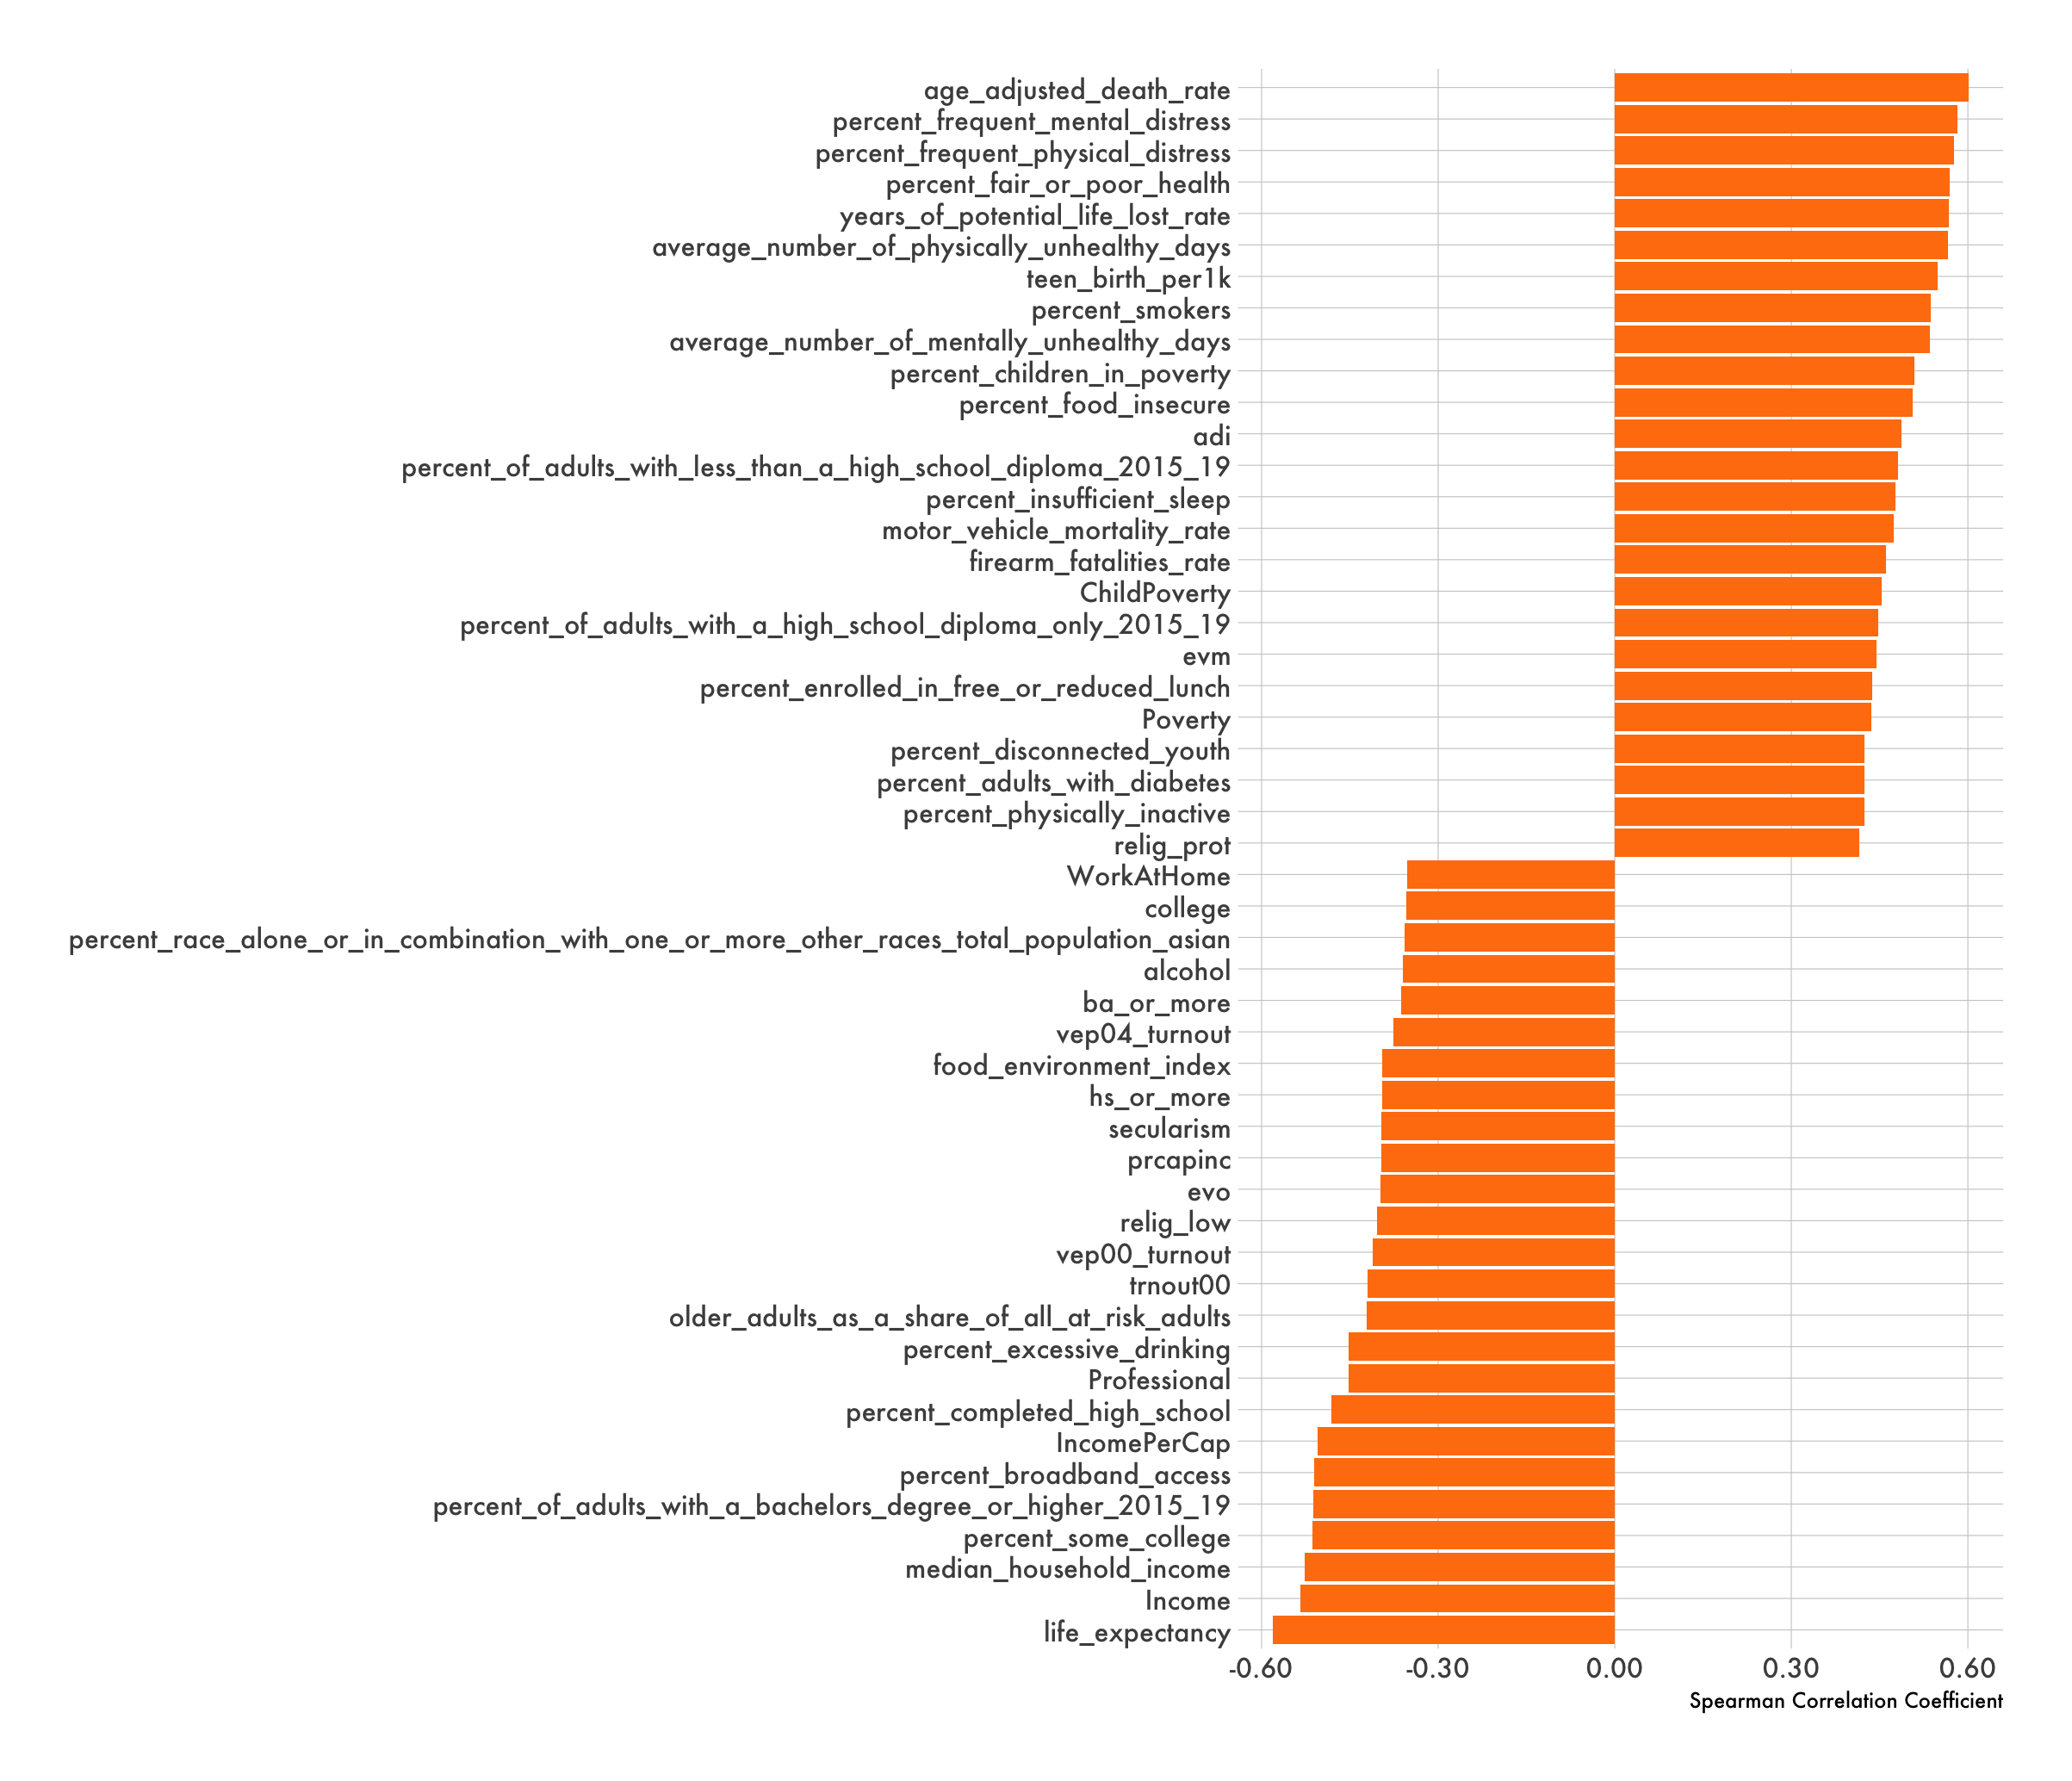 age_adjusted_death_rate
percent_frequent_mental_distress
percent_frequent_physical_distress
percent_fair_or_poor_health
years_of_potential_life_lost_rate
average_number_of_physically_unhealthy_days
teen_birth_per1k
percent_smokers
average_number_of_mentally_unhealthy_days
percent_children_in_poverty
percent_food_insecure
adi
percent_of_adults_with_less_than_a_high_school_diploma_2015_19
percent_insufficient_sleep
motor_vehicle_mortality_rate
firearm_fatalities_rate
ChildPoverty
percent_of_adults_with_a_high_school_diploma_only_2015_19
evm
percent_enrolled_in_free_or_reduced_lunch
Poverty
percent_disconnected_youth
percent_adults_with_diabetes
percent_physically_inactive
relig_prot
WorkAtHome
college
percent_race_alone_or_in_combination_with_one_or_more_other_races_total_population_asian
alcohol
ba_or_more
vep04_turnout
food_environment_index
hs_or_more
secularism
prcapinc
evo
relig_low
vep00_turnout
trnout00
older_adults_as_a_share_of_all_at_risk_adults
percent_excessive_drinking
Professional
percent_completed_high_school
IncomePerCap
percent_broadband_access
percent_of_adults_with_a_bachelors_degree_or_higher_2015_19
percent_some_college
median_household_income
Income
life_expectancy
-0.60 -0.30 0.00 0.30 0.60
Spearman Correlation Coefficient